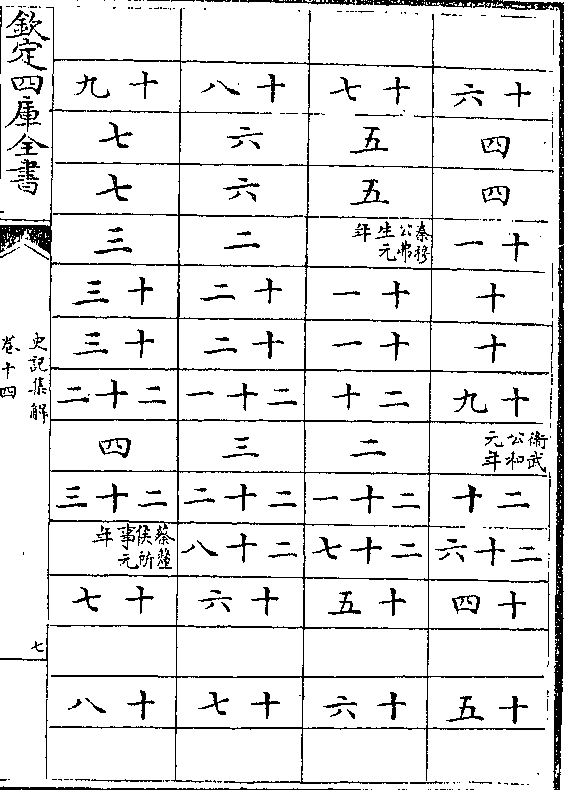 十六
四
四
十一
十
十
十九
衛武公和元年
二十
二十六
十四
十五
十七
五
五
秦穆公弗生元年
十一
十一
二十
二
二十一
二十七
十五
十六
十八
六
六
二
十二
十二
二十一
三
二十二
二十八
十六
十七
十九
七
七
三
十三
十三
二十二
四
二十三
蔡釐侯所事元年
十七
十八
欽定四庫全書
史記集解
卷十四
七